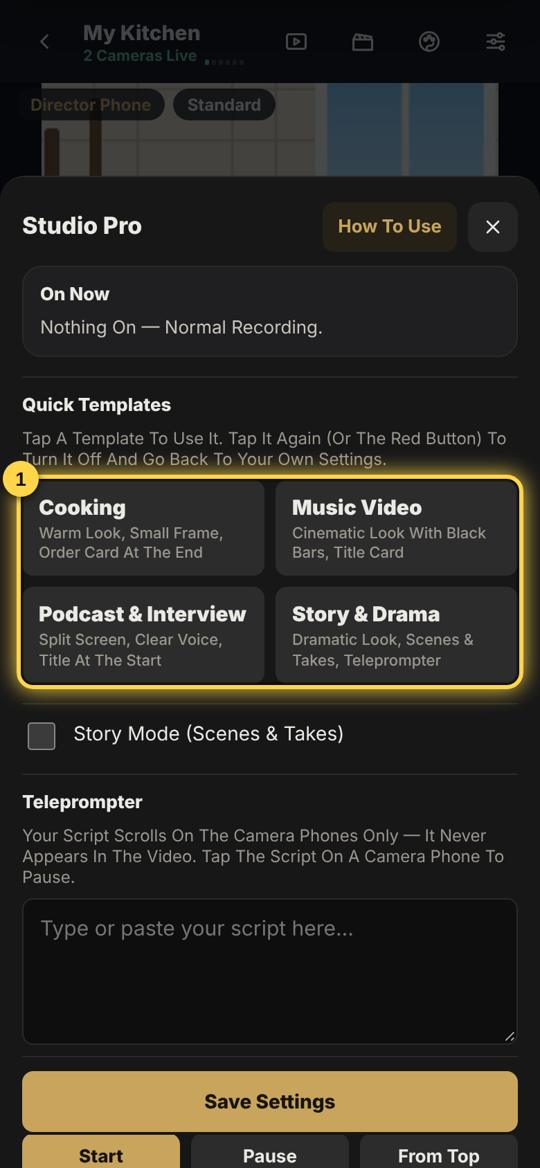 My Kitchen
2 Cameras Live
Director Phone
Standard
Studio Pro
How To Use
On Now
Nothing On — Normal Recording.
Quick Templates
Tap A Template To Use It. Tap It Again (Or The Red Button) To
Turn It Off And Go Back To Your Own Settings.
1
Cooking
Warm Look, Small Frame,
Order Card At The End
Music Video
Cinematic Look With Black
Bars, Title Card
Podcast & Interview
Split Screen, Clear Voice,
Title At The Start
Story & Drama
Dramatic Look, Scenes &
Takes, Teleprompter
Story Mode (Scenes & Takes)
Teleprompter
Your Script Scrolls On The Camera Phones Only — It Never
Appears In The Video. Tap The Script On A Camera Phone To
Pause.
Type or paste your script here...
Save Settings
Start
Pause
From Top